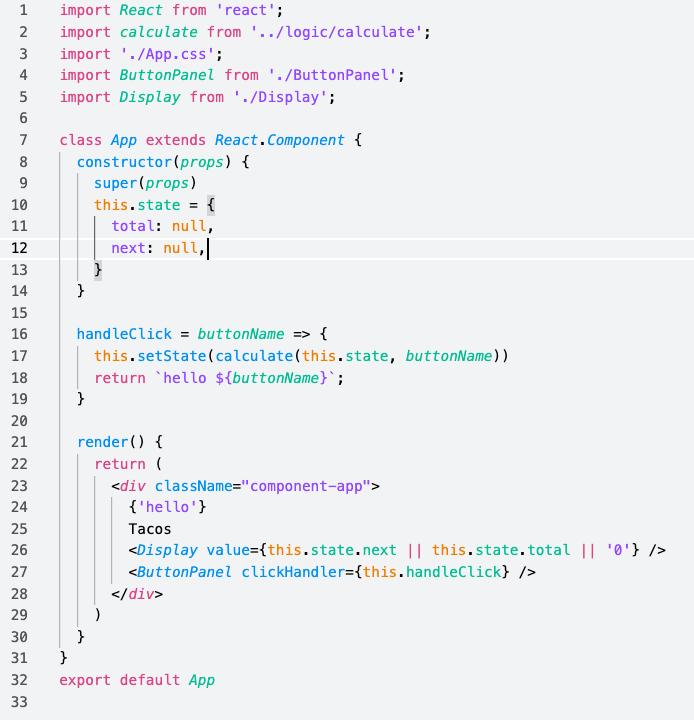 1 import React from 'react';
2 import calculate from '../logic/calculate';
3 import './App.css';
4 import ButtonPanel from './ButtonPanel';
5 import Display from './Display';
6
7 class App extends React.Component {
8   constructor(props) {
9     super(props)
10     this.state = {
11       total: null,
12       next: null,
13     }
14   }
15
16   handleClick = buttonName => {
17     this.setState(calculate(this.state, buttonName))
18     return `hello ${buttonName}`;
19   }
20
21   render() {
22     return (
23       <div className="component-app">
24         {'hello'}
25         Tacos
26         <Display value={this.state.next || this.state.total || '0'} />
27         <ButtonPanel clickHandler={this.handleClick} />
28       </div>
29     )
30   }
31 }
32 export default App
33